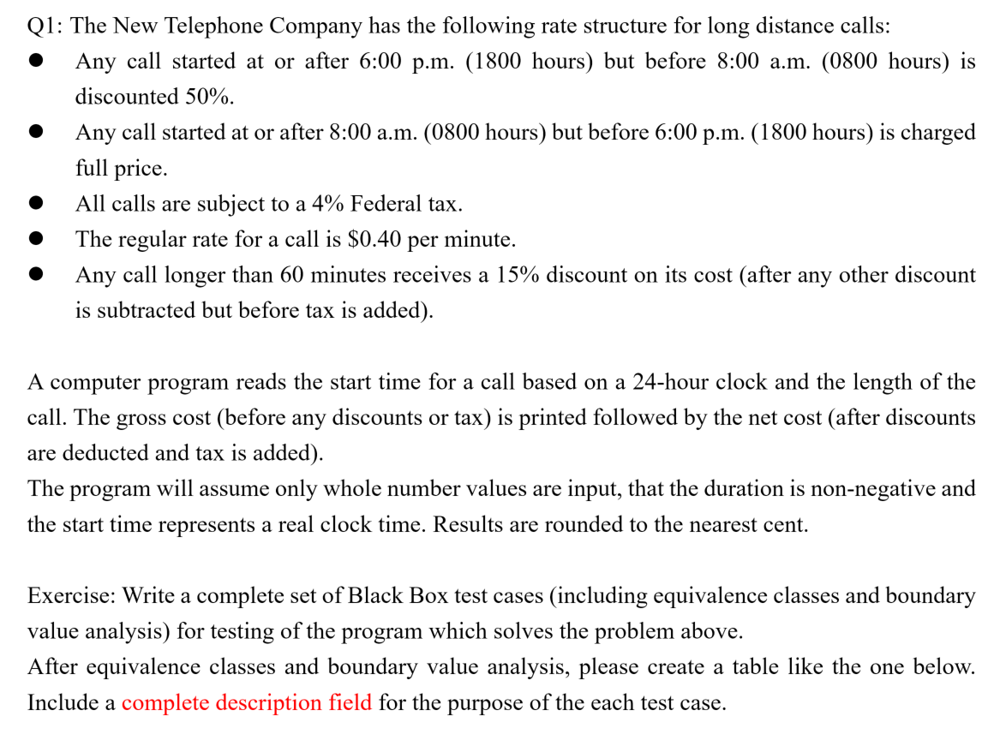 Q1: The New Telephone Company has the following rate structure for long distance calls:
● Any call started at or after 6:00 p.m. (1800 hours) but before 8:00 a.m. (0800 hours) is
discounted 50%.
● Any call started at or after 8:00 a.m. (0800 hours) but before 6:00 p.m. (1800 hours) is charged
full price.
● All calls are subject to a 4% Federal tax.
● The regular rate for a call is $0.40 per minute.
● Any call longer than 60 minutes receives a 15% discount on its cost (after any other discount
is subtracted but before tax is added).
A computer program reads the start time for a call based on a 24-hour clock and the length of the
call. The gross cost (before any discounts or tax) is printed followed by the net cost (after discounts
are deducted and tax is added).
The program will assume only whole number values are input, that the duration is non-negative and
the start time represents a real clock time. Results are rounded to the nearest cent.
Exercise: Write a complete set of Black Box test cases (including equivalence classes and boundary
value analysis) for testing of the program which solves the problem above.
After equivalence classes and boundary value analysis, please create a table like the one below.
Include a complete description field for the purpose of the each test case.